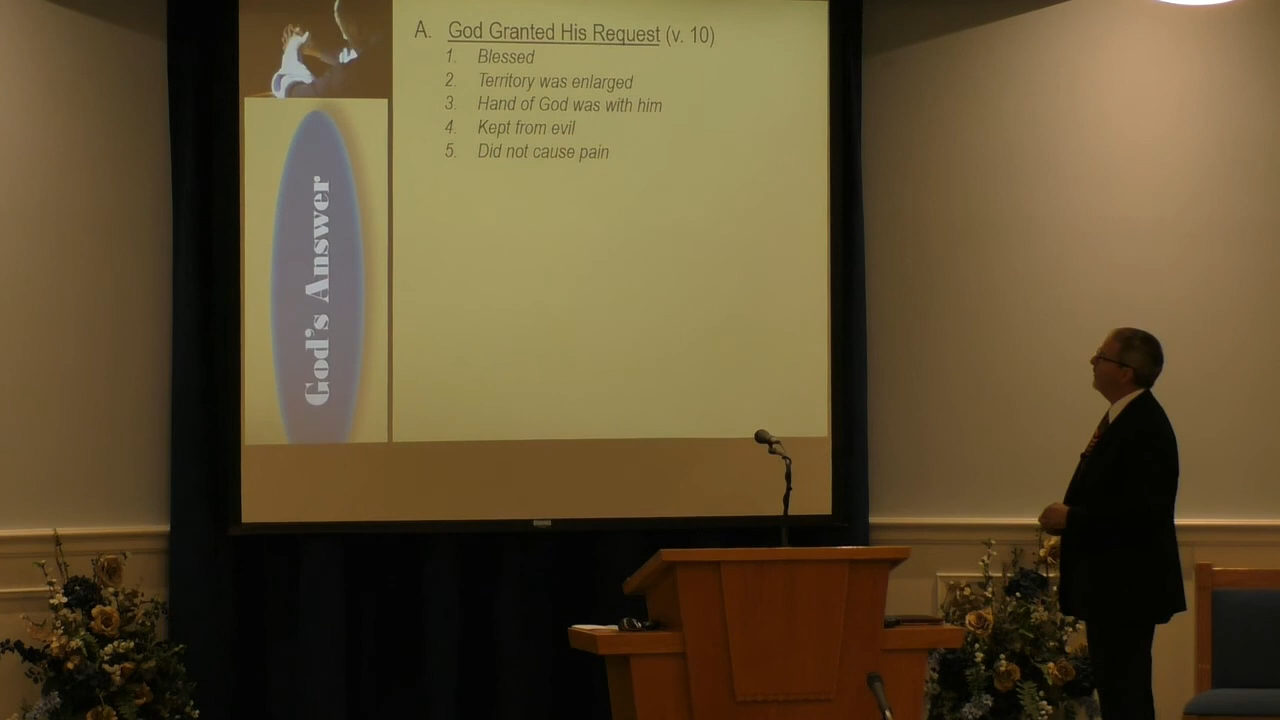 A. God Granted His Request (v. 10)
1. Blessed
2. Territory was enlarged
3. Hand of God was with him
4. Kept from evil
5. Did not cause pain
God's Answer